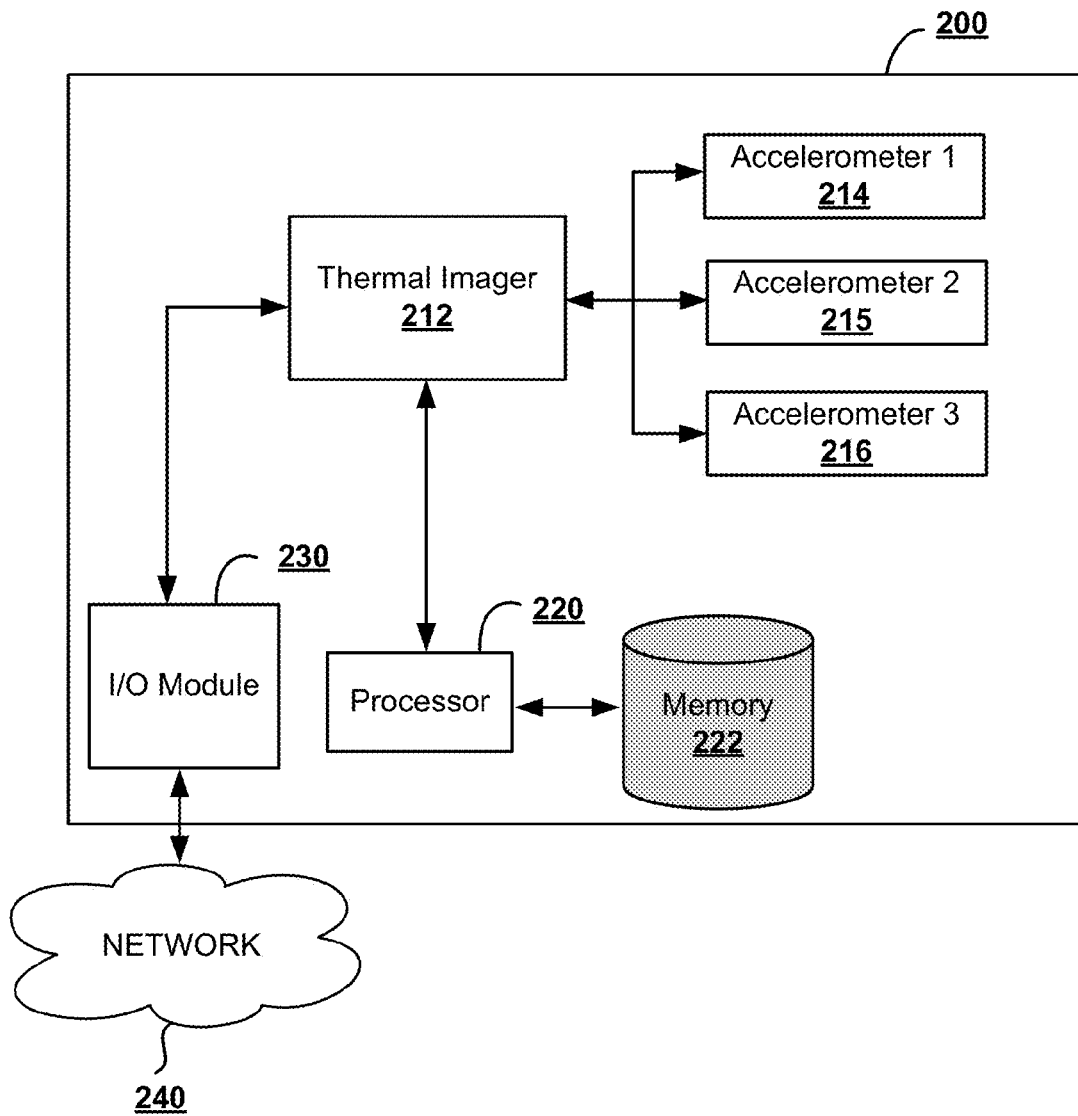 200
Accelerometer 1
214
Thermal Imager
212
Accelerometer 2
215
Accelerometer 3
216
230
I/O Module
220
Processor
Memory
222
NETWORK
240